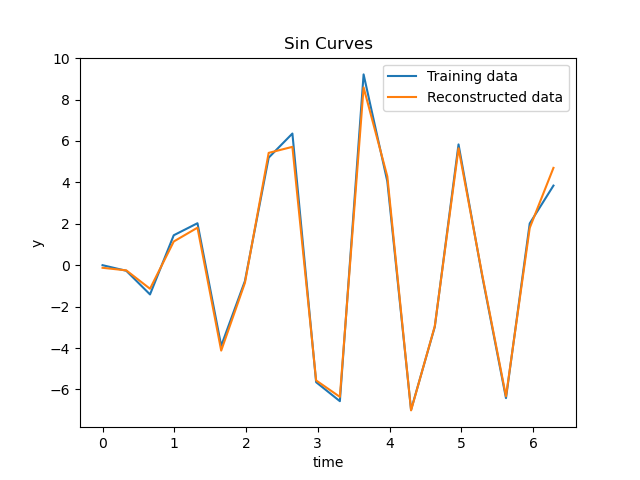 Sin Curves
Training data
Reconstructed data
10
8
6
4
2
0
−2
−4
−6
y
0 1 2 3 4 5 6
time